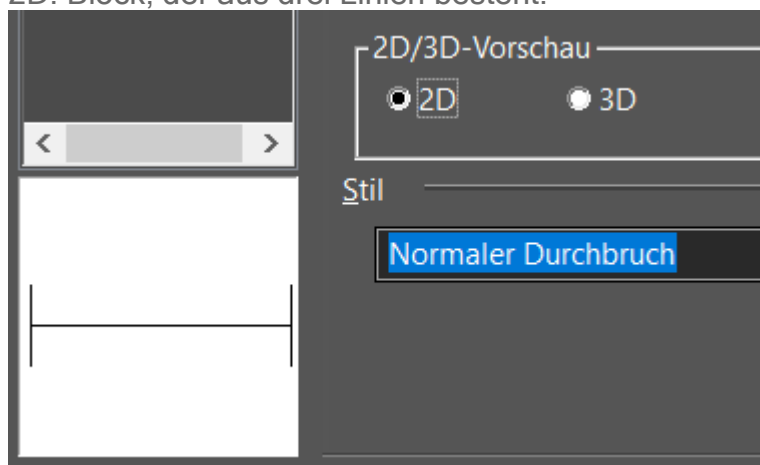 2D: Block, der aus drei Linien besteht.
2D/3D-Vorschau
2D 3D
Stil
Normaler Durchbruch